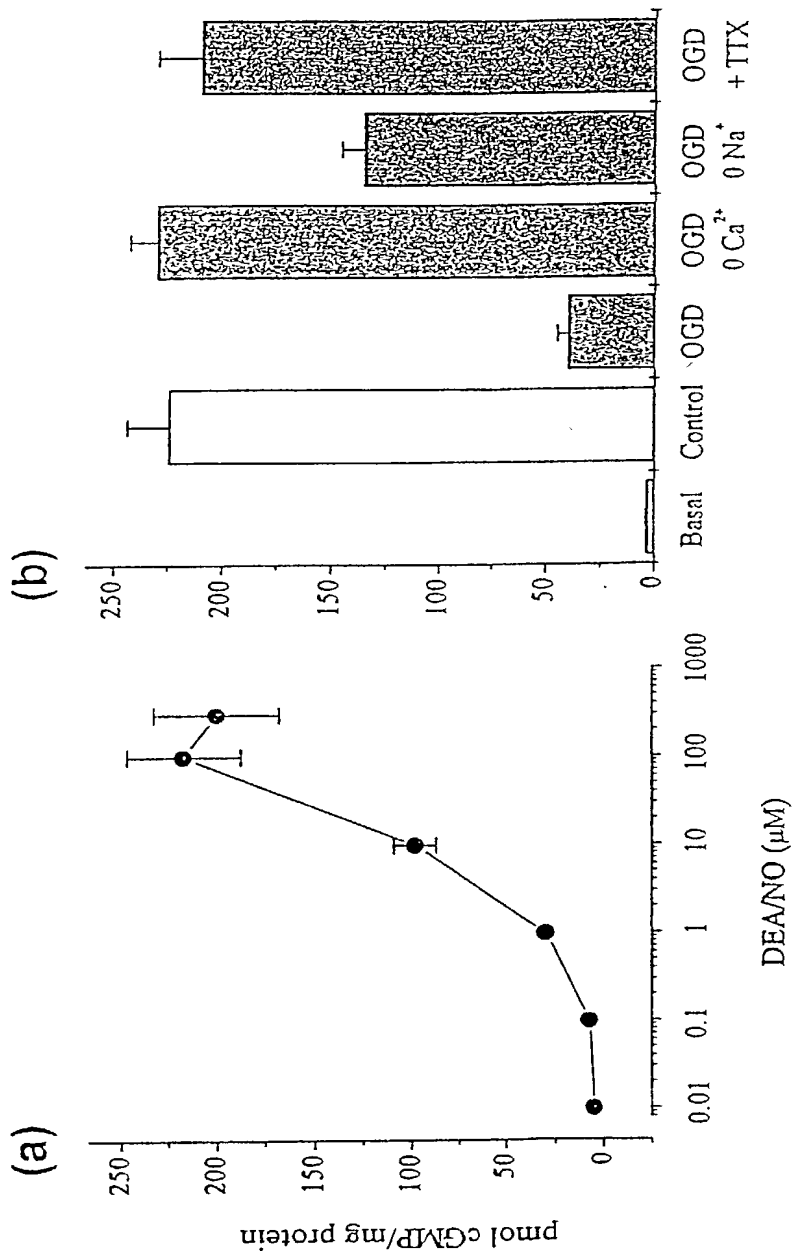 (a)
pmol cGMP/mg protein
250
200
150
100
50
0
0.01 0.1 1 10 100 1000
DEA/NO (μM)
(b)
250
200
150
100
50
0
Basal Control OGD OGD OGD OGD
0 Ca²⁺ 0 Na⁺ + TTX